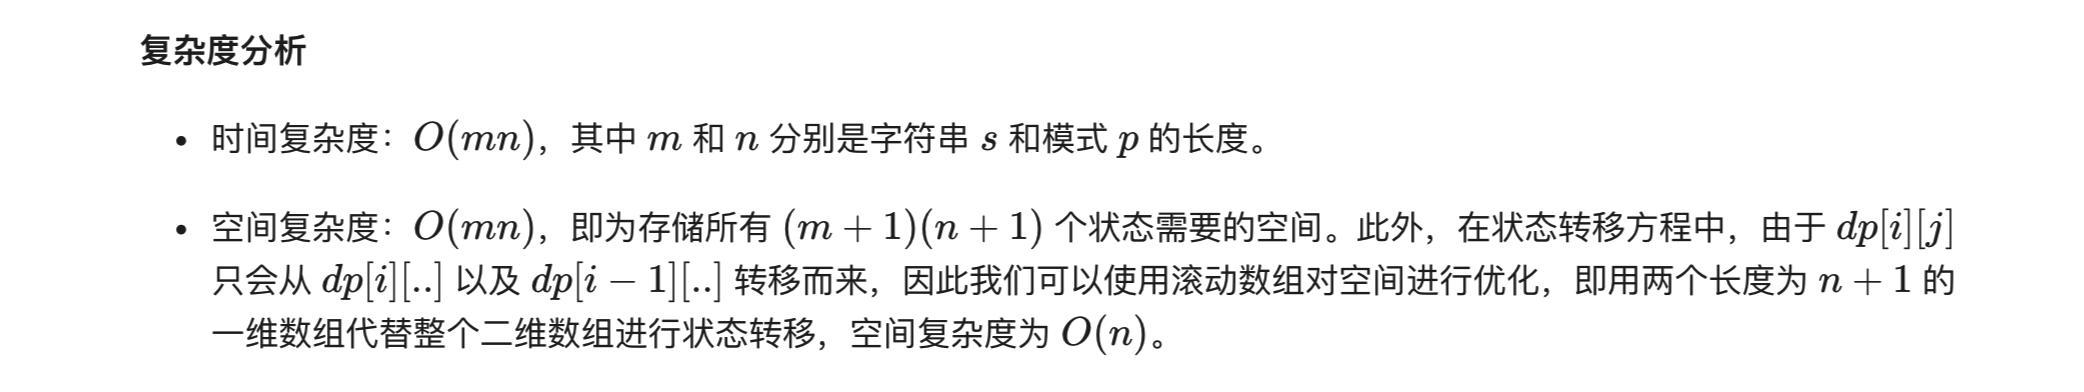 复杂度分析
• 时间复杂度：O(mn)，其中 m 和 n 分别是字符串 s 和模式 p 的长度。
• 空间复杂度：O(mn)，即为存储所有 (m + 1)(n + 1) 个状态需要的空间。此外，在状态转移方程中，由于 dp[i][j]
只会从 dp[i][..] 以及 dp[i − 1][..] 转移而来，因此我们可以使用滚动数组对空间进行优化，即用两个长度为 n + 1 的
一维数组代替整个二维数组进行状态转移，空间复杂度为 O(n)。